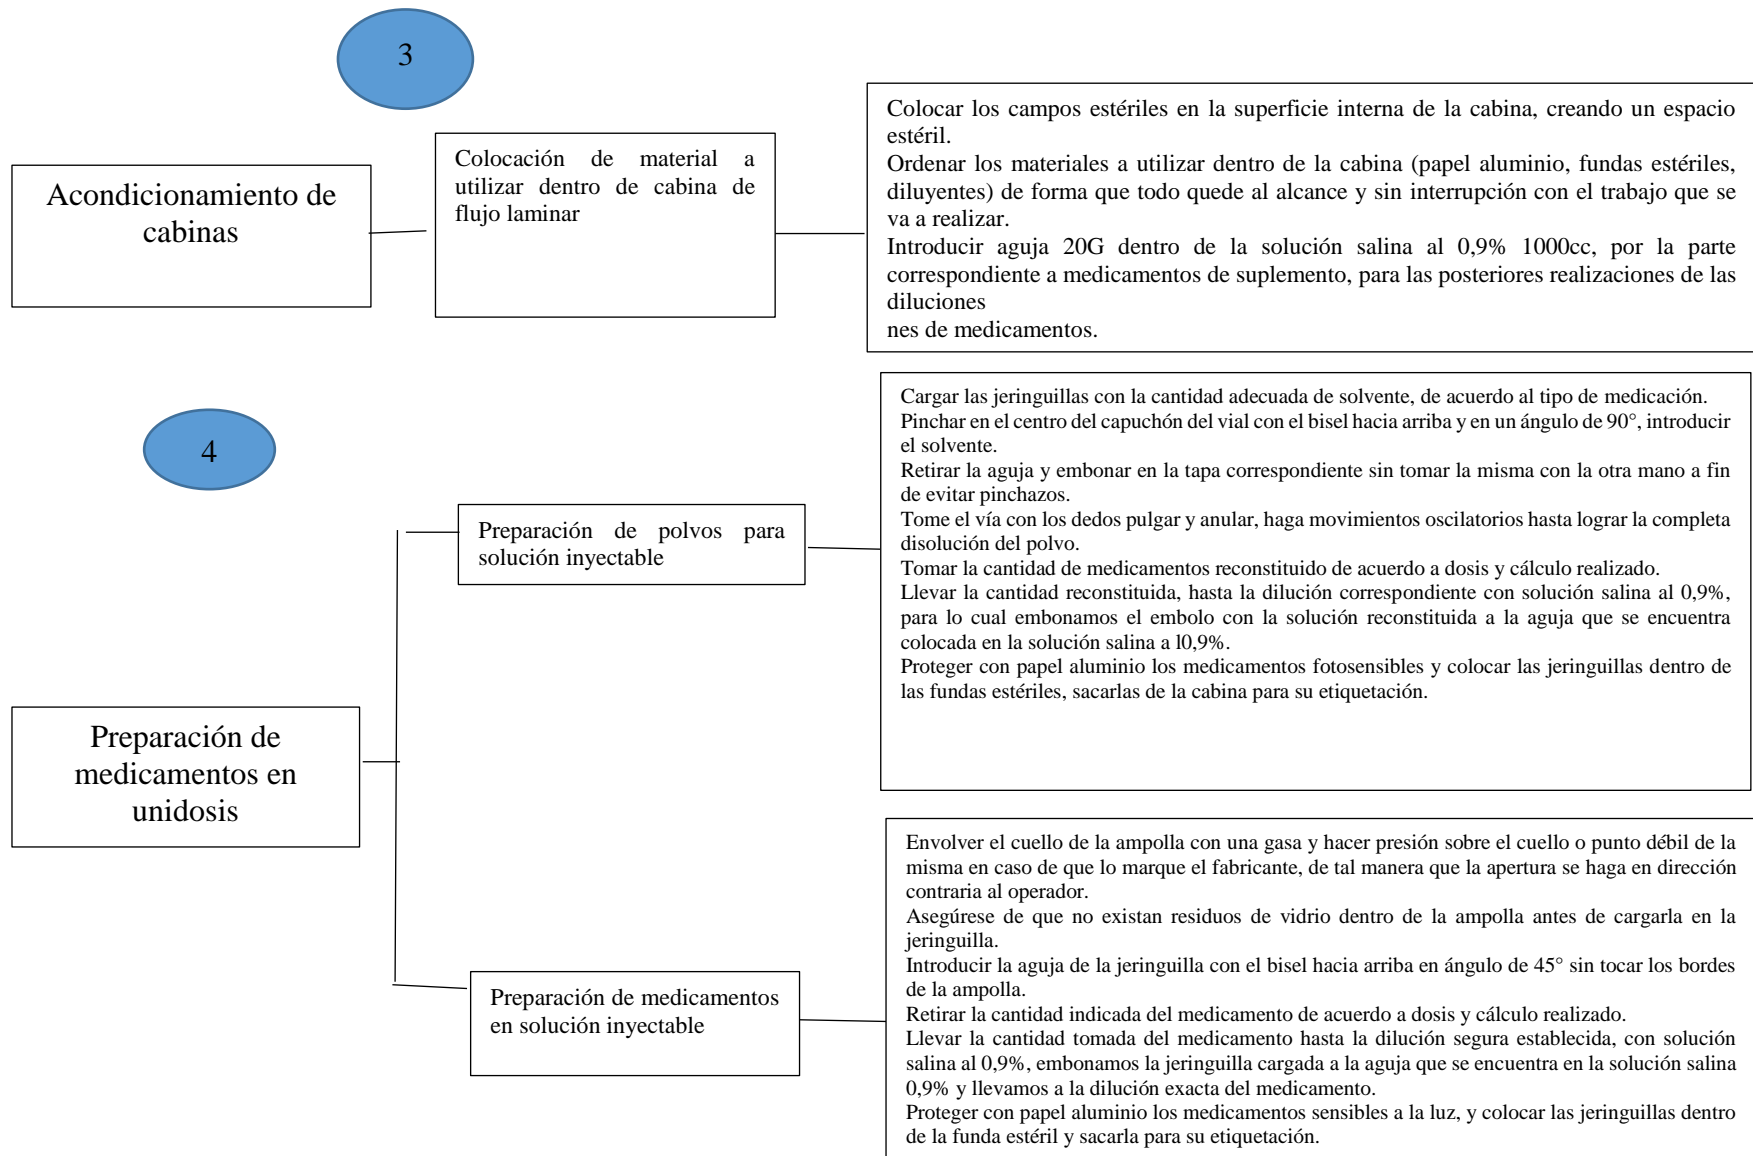 3
Acondicionamiento de
cabinas
Colocación de material a
utilizar dentro de cabina de
flujo laminar
Colocar los campos estériles en la superficie interna de la cabina, creando un espacio
estéril.
Ordenar los materiales a utilizar dentro de la cabina (papel aluminio, fundas estériles,
diluyentes) de forma que todo quede al alcance y sin interrupción con el trabajo que se
va a realizar.
Introducir aguja 20G dentro de la solución salina al 0,9% 1000cc, por la parte
correspondiente a medicamentos de suplemento, para las posteriores realizaciones de las
diluciones
nes de medicamentos.
4
Preparación de
medicamentos en
unidosis
Preparación de polvos para
solución inyectable
Cargar las jeringuillas con la cantidad adecuada de solvente, de acuerdo al tipo de medicación.
Pinchar en el centro del capuchón del vial con el bisel hacia arriba y en un ángulo de 90°, introducir
el solvente.
Retirar la aguja y embonar en la tapa correspondiente sin tomar la misma con la otra mano a fin
de evitar pinchazos.
Tome el vía con los dedos pulgar y anular, haga movimientos oscilatorios hasta lograr la completa
disolución del polvo.
Tomar la cantidad de medicamentos reconstituido de acuerdo a dosis y cálculo realizado.
Llevar la cantidad reconstituida, hasta la dilución correspondiente con solución salina al 0,9%,
para lo cual embonamos el embolo con la solución reconstituida a la aguja que se encuentra
colocada en la solución salina a l0,9%.
Proteger con papel aluminio los medicamentos fotosensibles y colocar las jeringuillas dentro de
las fundas estériles, sacarlas de la cabina para su etiquetación.
Preparación de medicamentos
en solución inyectable
Envolver el cuello de la ampolla con una gasa y hacer presión sobre el cuello o punto débil de la
misma en caso de que lo marque el fabricante, de tal manera que la apertura se haga en dirección
contraria al operador.
Asegúrese de que no existan residuos de vidrio dentro de la ampolla antes de cargarla en la
jeringuilla.
Introducir la aguja de la jeringuilla con el bisel hacia arriba en ángulo de 45° sin tocar los bordes
de la ampolla.
Retirar la cantidad indicada del medicamento de acuerdo a dosis y cálculo realizado.
Llevar la cantidad tomada del medicamento hasta la dilución segura establecida, con solución
salina al 0,9%, embonamos la jeringuilla cargada a la aguja que se encuentra en la solución salina
0,9% y llevamos a la dilución exacta del medicamento.
Proteger con papel aluminio los medicamentos sensibles a la luz, y colocar las jeringuillas dentro
de la funda estéril y sacarla para su etiquetación.